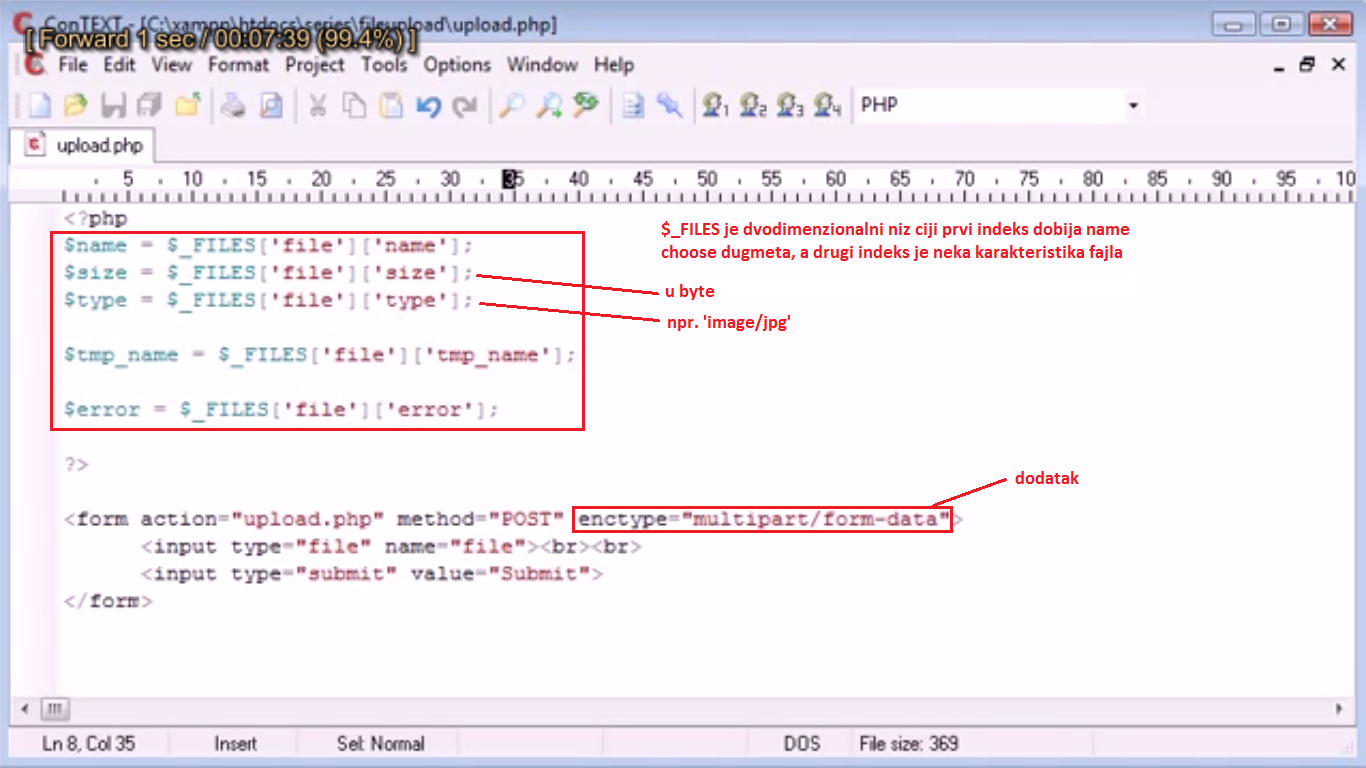 ConTEXT - [C:\xampp\htdocs\series\fileupload\upload.php]
[ Forward 1 sec / 00:07:39 (99.4%) ]
File Edit View Format Project Tools Options Window Help
1 2 3 4 PHP
upload.php
5 10 15 20 25 30 35 40 45 50 55 60 65 70 75 80 85 90 95 10
<?php
$name = $_FILES['file']['name'];
$size = $_FILES['file']['size'];
$type = $_FILES['file']['type'];
$tmp_name = $_FILES['file']['tmp_name'];
$error = $_FILES['file']['error'];
?>
$_FILES je dvodimenzionalni niz ciji prvi indeks dobija name
choose dugmeta, a drugi indeks je neka karakteristika fajla
u byte
npr. 'image/jpg'
dodatak
<form action="upload.php" method="POST" enctype="multipart/form-data">
<input type="file" name="file"><br><br>
<input type="submit" value="Submit">
</form>
Ln 8, Col 35 Insert Sel: Normal DOS File size: 369